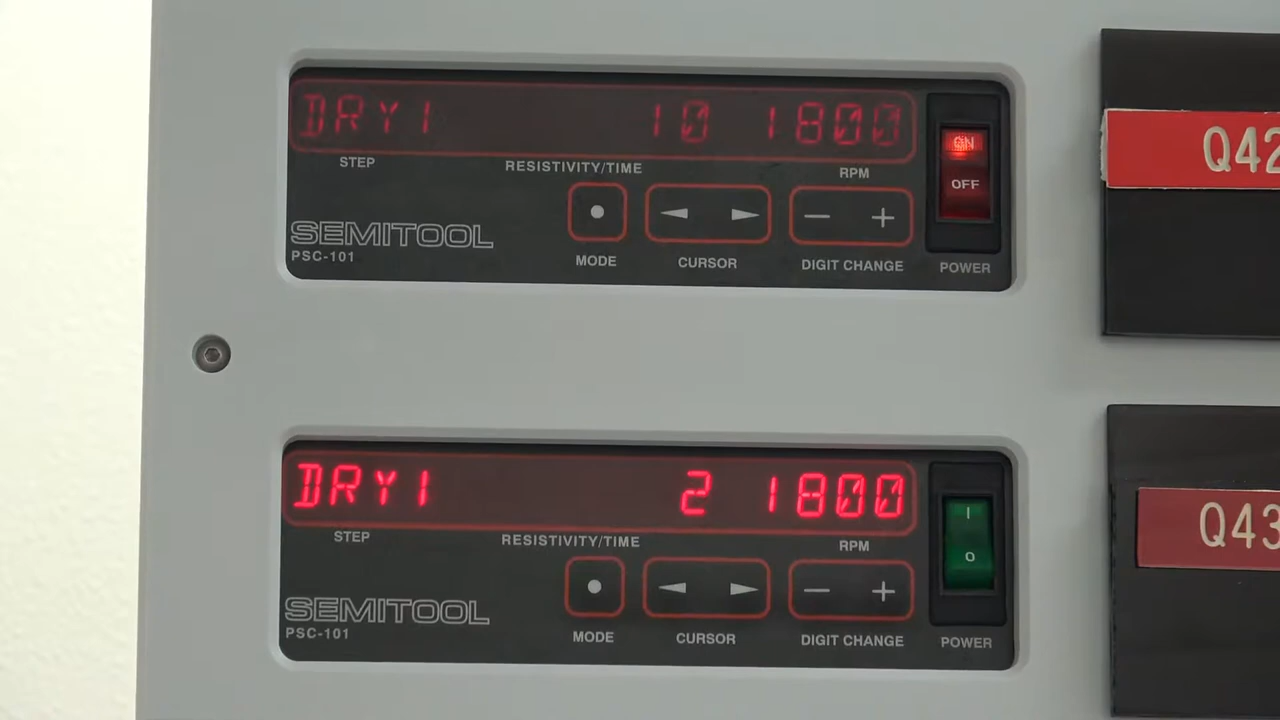 DRY1 10 1800
STEP RESISTIVITY/TIME RPM
ON
OFF
SEMITOOL
PSC-101
MODE CURSOR DIGIT CHANGE POWER
Q42
DRY1 2 1800
STEP RESISTIVITY/TIME RPM
I
O
SEMITOOL
PSC-101
MODE CURSOR DIGIT CHANGE POWER
Q43